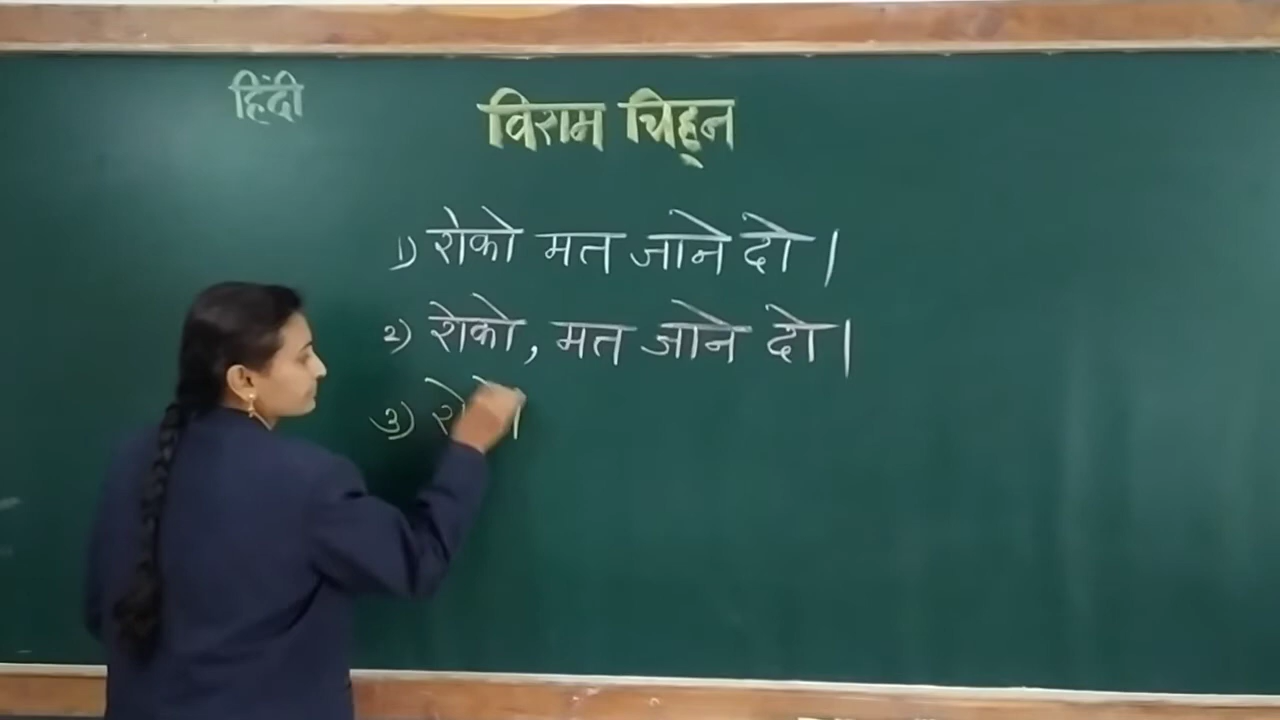 हिंदी
विराम चिह्न
1) रोको मत जाने दो ।
2) रोको, मत जाने दो ।
3)